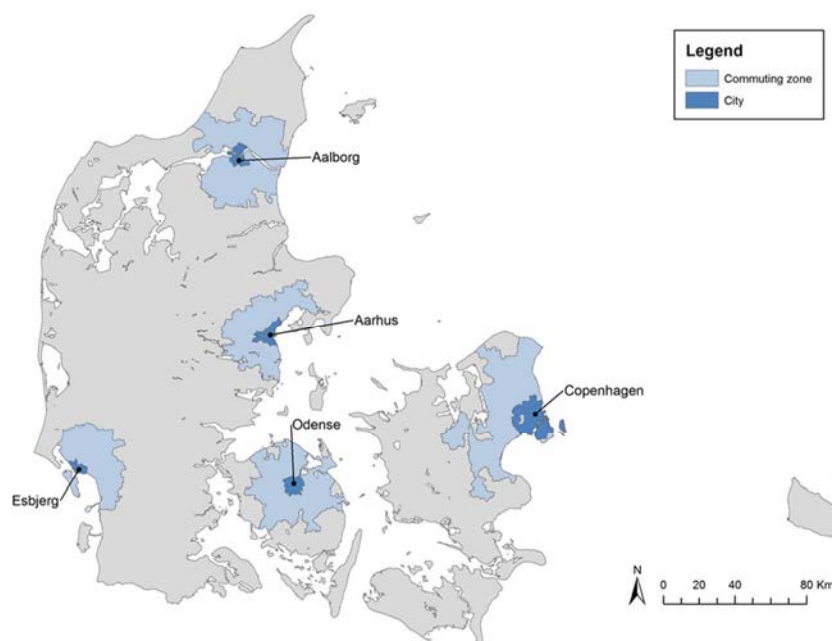 Legend
Commuting zone
City
Aalborg
Aarhus
Copenhagen
Odense
Esbjerg
N
0 20 40 80 Km